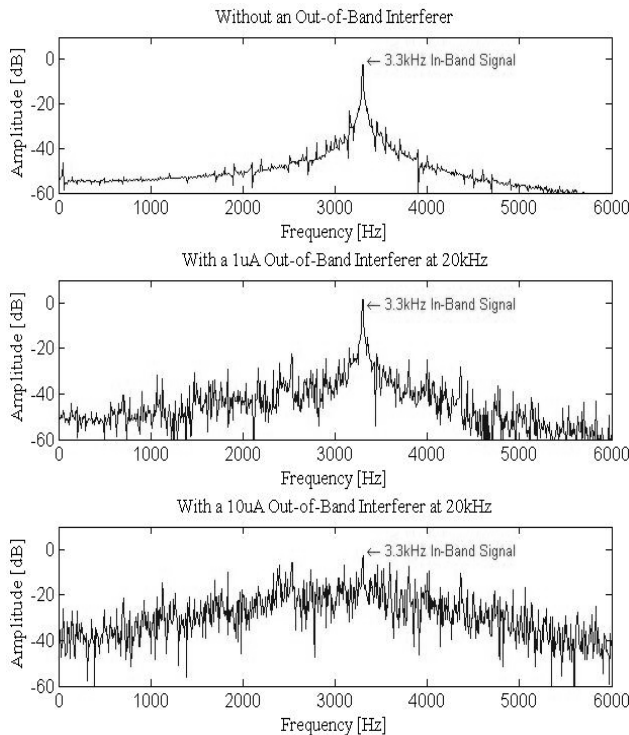 Without an Out-of-Band Interferer
0
-20
-40
-60
Amplitude [dB]
← 3.3kHz In-Band Signal
0 1000 2000 3000 4000 5000 6000
Frequency [Hz]
With a 1uA Out-of-Band Interferer at 20kHz
0
-20
-40
-60
Amplitude [dB]
← 3.3kHz In-Band Signal
0 1000 2000 3000 4000 5000 6000
Frequency [Hz]
With a 10uA Out-of-Band Interferer at 20kHz
0
-20
-40
-60
Amplitude [dB]
← 3.3kHz In-Band Signal
0 1000 2000 3000 4000 5000 6000
Frequency [Hz]